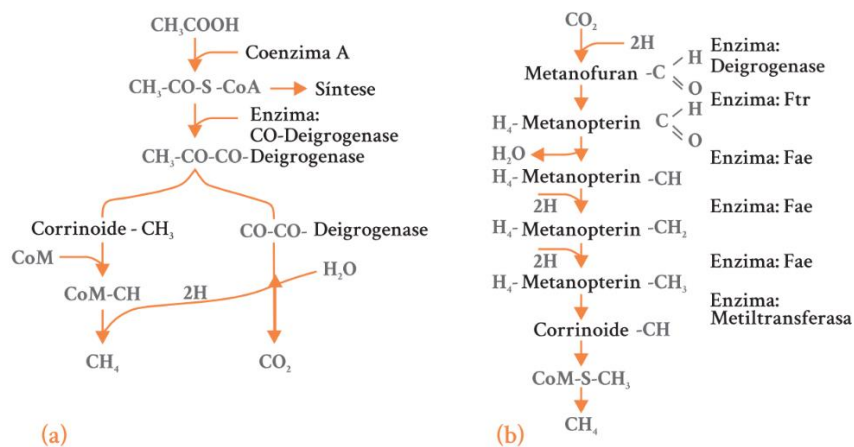 CH₃COOH
Coenzima A
CH₃-CO-S -CoA
Síntese
Enzima:
CO-Deigrogenase
CH₃-CO-CO-Deigrogenase
Corrinoide - CH₃
CO-CO- Deigrogenase
CoM
H₂O
CoM-CH
2H
CH₄
CO₂
(a)
CO₂
2H
Enzima:
Deigrogenase
Metanofuran -C
H
O
Enzima: Ftr
H₄- Metanopterin C
H
O
H₂O
Enzima: Fae
H₄- Metanopterin -CH
2H
Enzima: Fae
H₄- Metanopterin -CH₂
2H
Enzima: Fae
H₄- Metanopterin -CH₃
Enzima:
Metiltransferasa
Corrinoide -CH
CoM-S-CH₃
CH₄
(b)